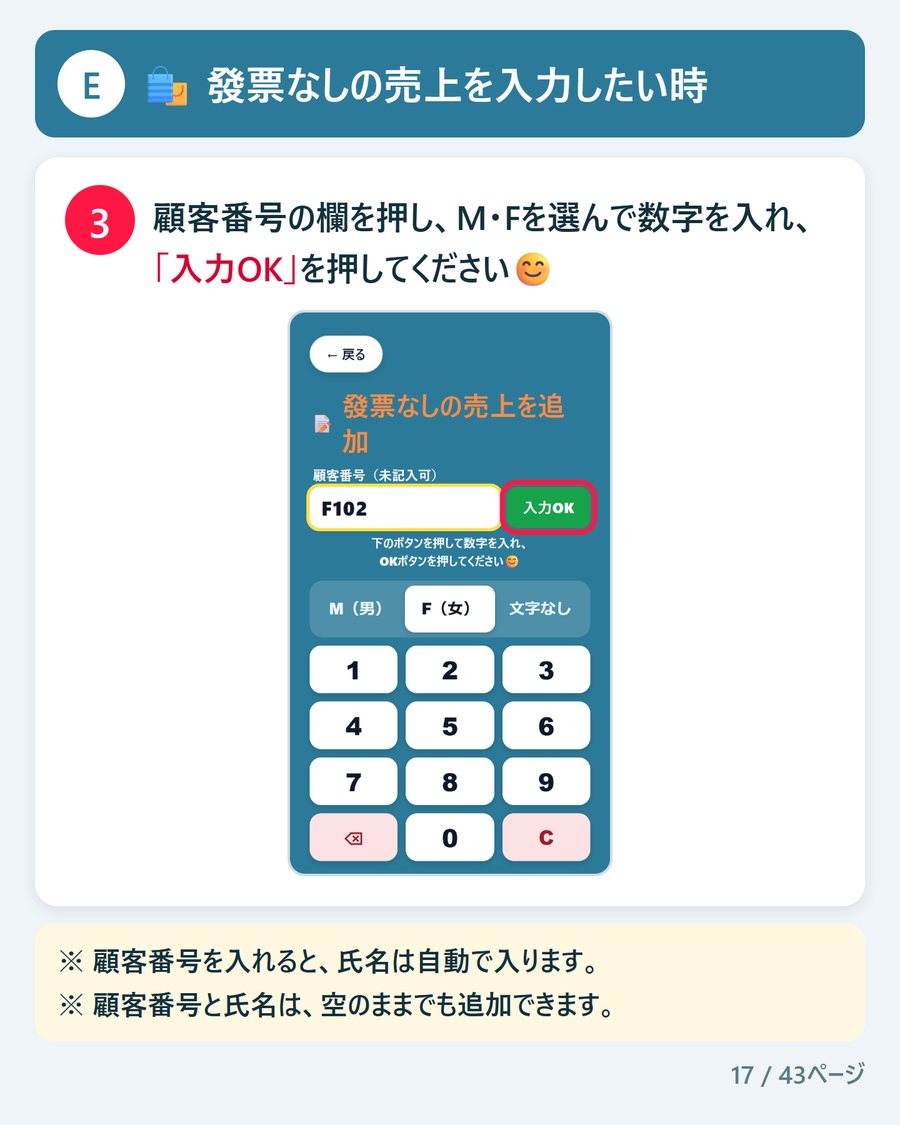 E 🛍️ 發票なしの売上を入力したい時
3 顧客番号の欄を押し、M・Fを選んで数字を入れ、
「入力OK」を押してください😊
← 戻る
📝 發票なしの売上を追
加
顧客番号（未記入可）
F102 入力OK
下のボタンを押して数字を入れ、
OKボタンを押してください😊
M（男） F（女） 文字なし
1 2 3
4 5 6
7 8 9
⌫ 0 C
※ 顧客番号を入れると、氏名は自動で入ります。
※ 顧客番号と氏名は、空のままでも追加できます。
17 / 43ページ